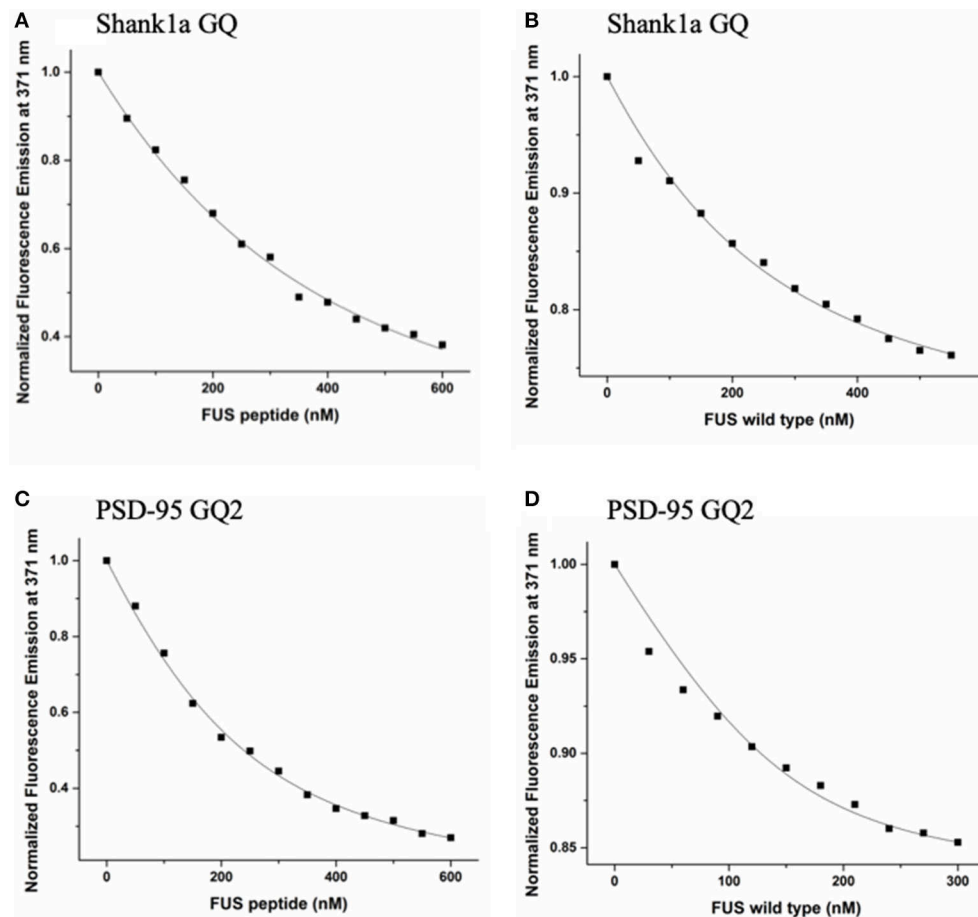 A
Shank1a GQ
Normalized Fluorescence Emission at 371 nm
1.0
0.8
0.6
0.4
0
200
400
600
FUS peptide (nM)
B
Shank1a GQ
Normalized Fluorescence Emission at 371 nm
1.0
0.9
0.8
0
200
400
FUS wild type (nM)
C
PSD-95 GQ2
Normalized Fluorescence Emission at 371 nm
1.0
0.8
0.6
0.4
0
200
400
600
FUS peptide (nM)
D
PSD-95 GQ2
Normalized Fluorescence Emission at 371 nm
1.00
0.95
0.90
0.85
0
100
200
300
FUS wild type (nM)